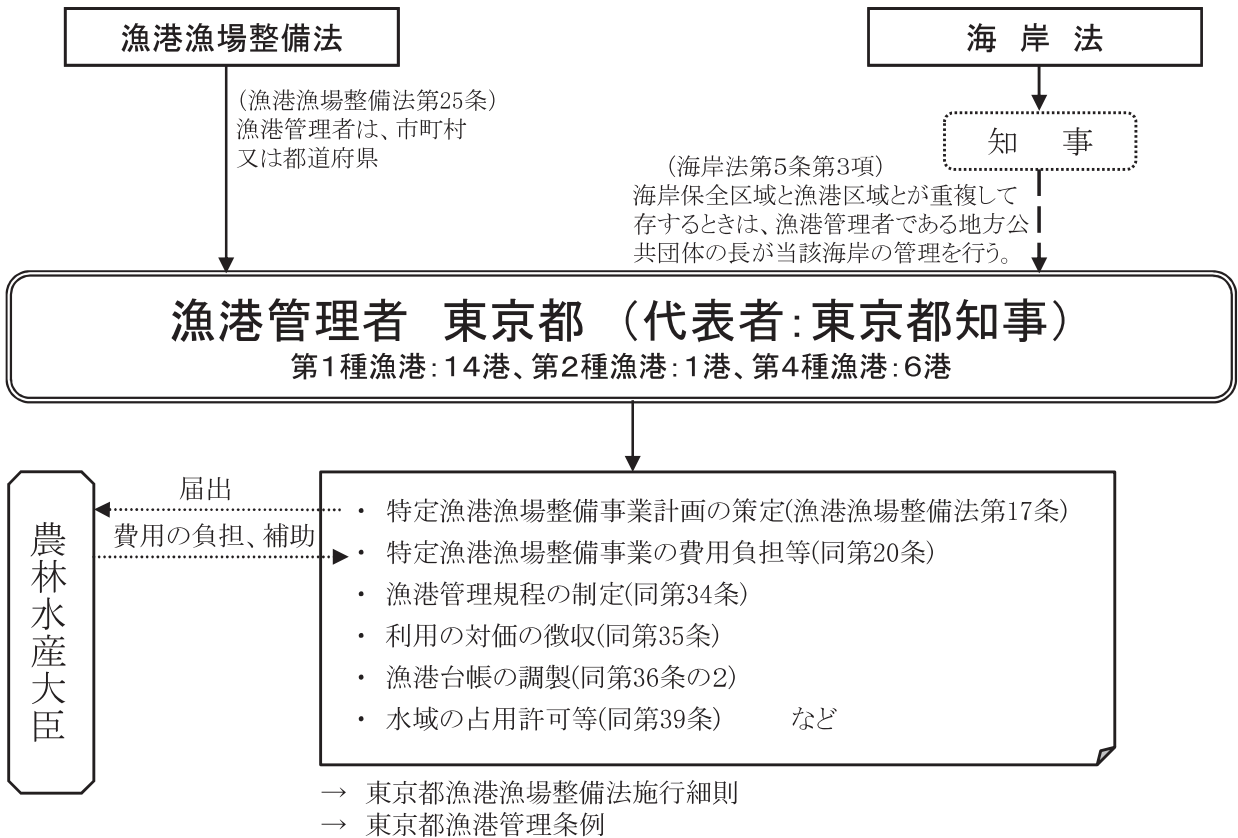 漁港漁場整備法
海岸法
(漁港漁場整備法第25条)
漁港管理者は、市町村
又は都道府県
知事
(海岸法第5条第3項)
海岸保全区域と漁港区域とが重複して
存するときは、漁港管理者である地方公
共団体の長が当該海岸の管理を行う。
漁港管理者 東京都 (代表者:東京都知事)
第1種漁港:14港、第2種漁港:1港、第4種漁港:6港
農林水産大臣
届出
費用の負担、補助
・ 特定漁港漁場整備事業計画の策定(漁港漁場整備法第17条)
・ 特定漁港漁場整備事業の費用負担等(同第20条)
・ 漁港管理規程の制定(同第34条)
・ 利用の対価の徴収(同第35条)
・ 漁港台帳の調製(同第36条の2)
・ 水域の占用許可等(同第39条) など
→ 東京都漁港漁場整備法施行細則
→ 東京都漁港管理条例